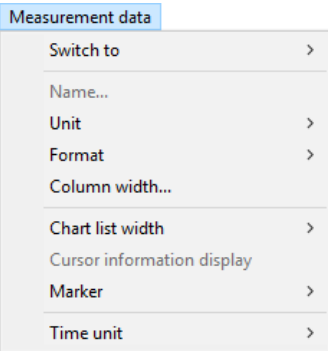 Measurement data
Switch to
Name...
Unit
Format
Column width...
Chart list width
Cursor information display
Marker
Time unit